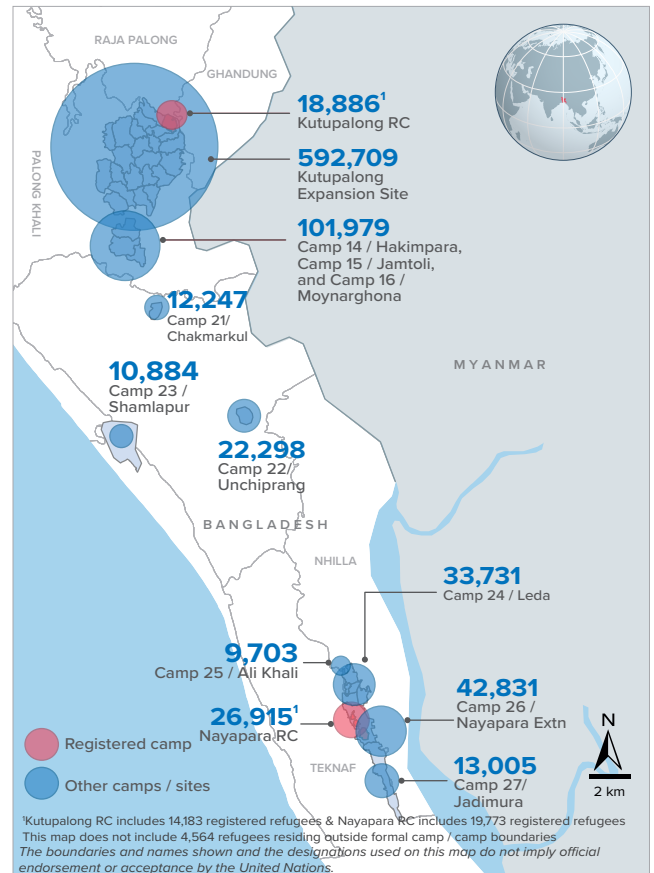 RAJA PALONG
GHANDUNG
18,886¹
Kutupalong RC
592,709
Kutupalong
Expansion Site
PALONG KHALI
101,979
Camp 14 / Hakimpara,
Camp 15 / Jamtoli,
and Camp 16 /
Moynarghona
12,247
Camp 21/
Chakmarkul
MYANMAR
10,884
Camp 23 /
Shamlapur
22,298
Camp 22/
Unchiprang
BANGLADESH
NHILLA
33,731
Camp 24 / Leda
9,703
Camp 25 / Ali Khali
42,831
Camp 26 /
Nayapara Extn
26,915¹
Nayapara RC
N
2 km
Registered camp
TEKNAF
13,005
Camp 27/
Jadimura
Other camps / sites
¹Kutupalong RC includes 14,183 registered refugees & Nayapara RC includes 19,773 registered refugees
This map does not include 4,564 refugees residing outside formal camp / camp boundaries
The boundaries and names shown and the designations used on this map do not imply official
endorsement or acceptance by the United Nations.